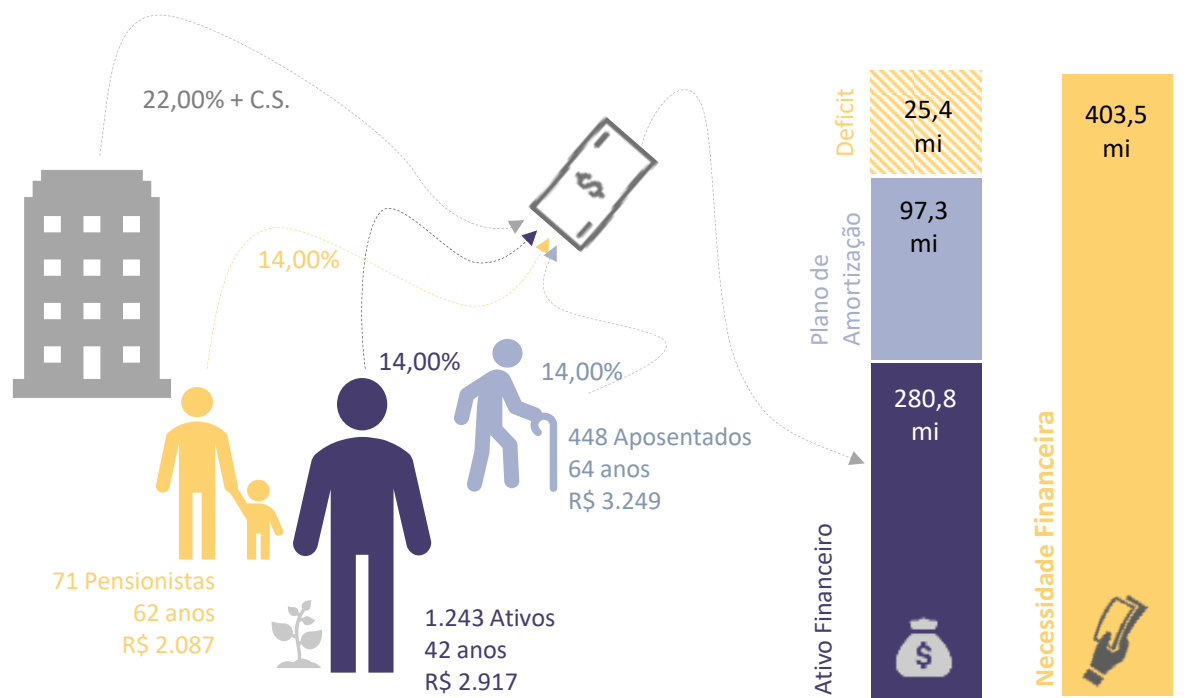 22,00% + C.S.
14,00%
14,00%
14,00%
448 Aposentados
64 anos
R$ 3.249
71 Pensionistas
62 anos
R$ 2.087
1.243 Ativos
42 anos
R$ 2.917
Deficit
25,4
mi
Plano de
Amortização
97,3
mi
Ativo Financeiro
280,8
mi
$
$
Necessidade Financeira
403,5
mi